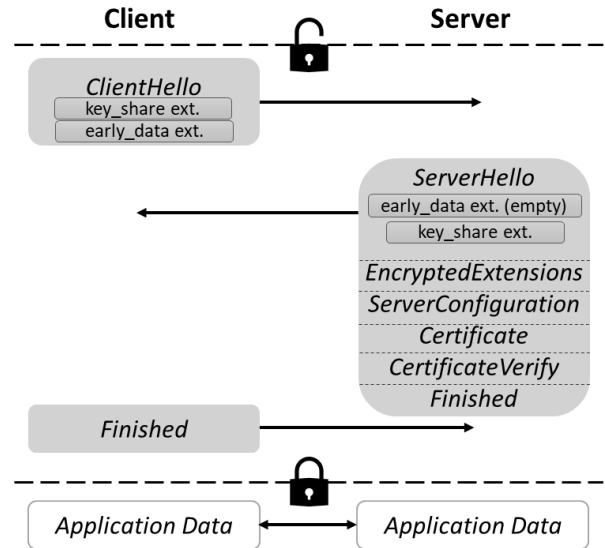 Client Server
ClientHello
key_share ext.
early_data ext.
ServerHello
early_data ext. (empty)
key_share ext.
EncryptedExtensions
ServerConfiguration
Certificate
CertificateVerify
Finished
Finished
Application Data Application Data